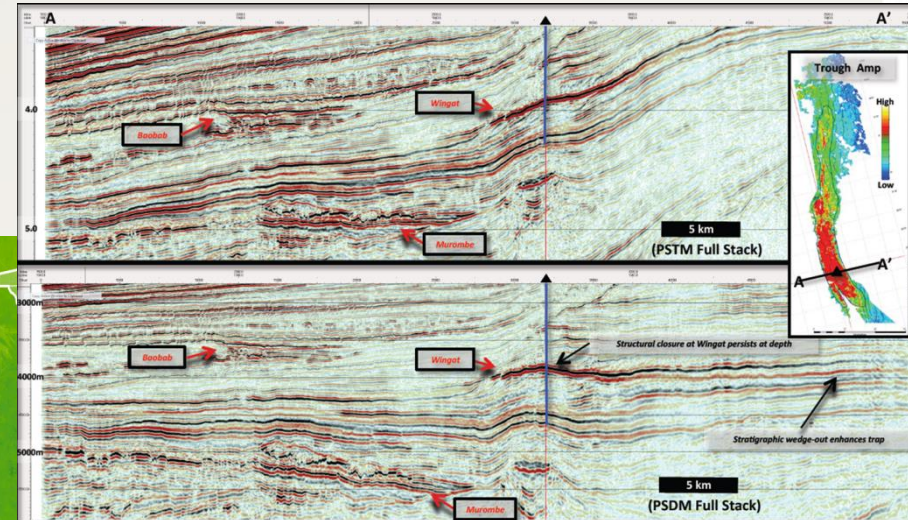 A
A'
Baobab
Wingat
4.0
5.0
Murombe
5 km
(PSTM Full Stack)
Trough Amp
High
Low
A
A'
3000m
Baobab
Wingat
Structural closure at Wingat persists at depth
4000m
Stratigraphic wedge-out enhances trap
5000m
Murombe
5 km
(PSDM Full Stack)